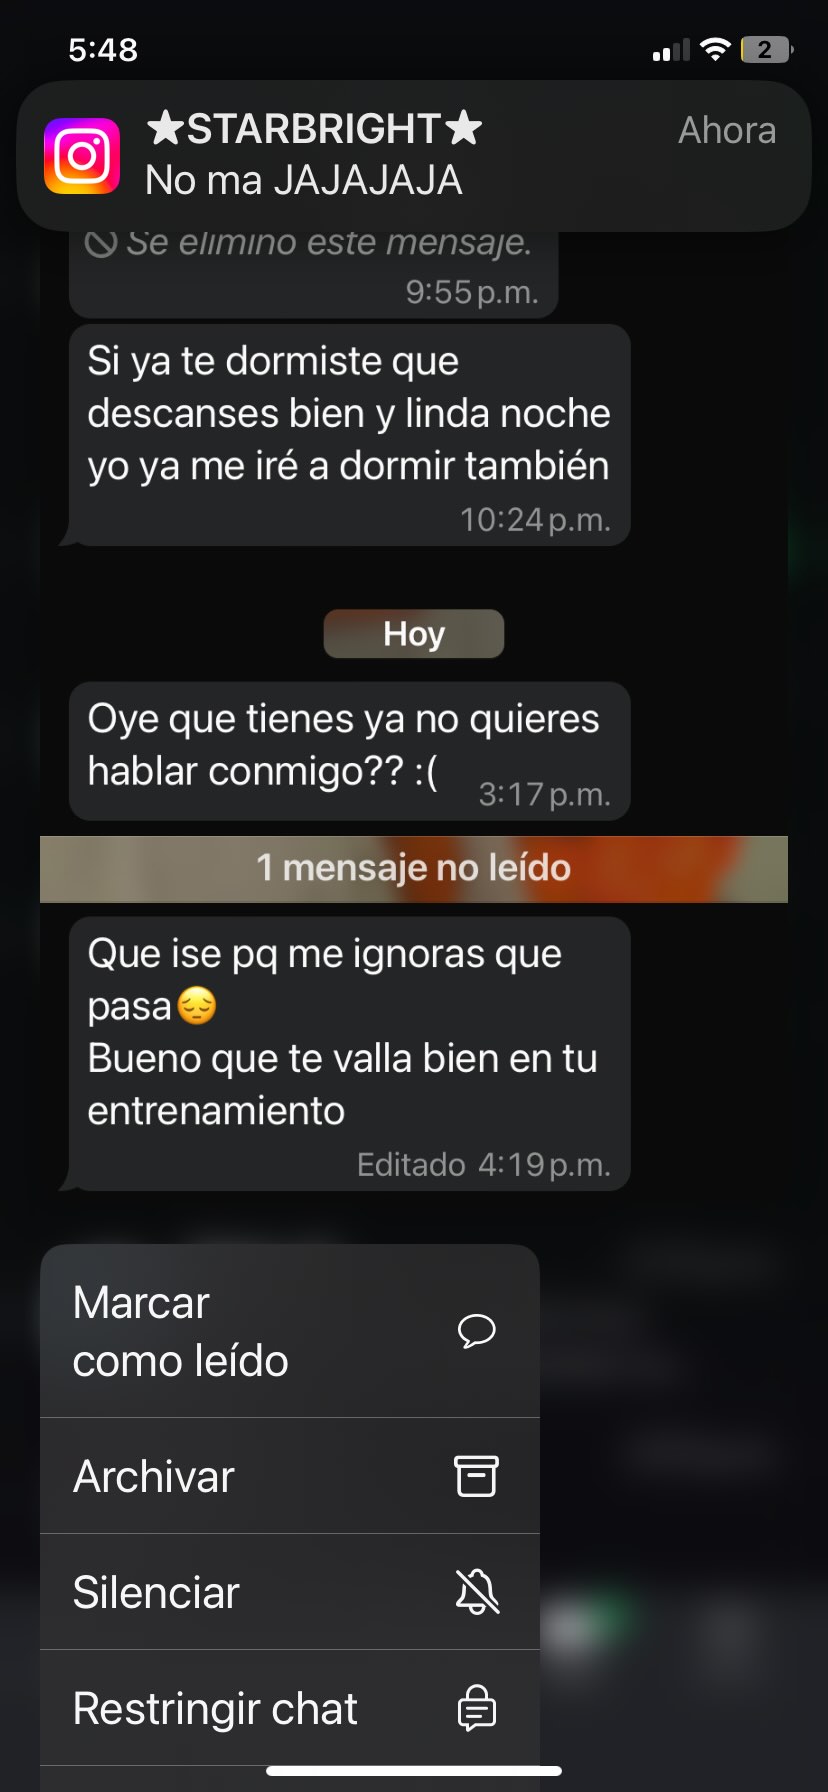 5:48
2
★STARBRIGHT★
Ahora
No ma JAJAJAJA
Se elimino este mensaje.
9:55 p.m.
Si ya te dormiste que
descanses bien y linda noche
yo ya me iré a dormir también
10:24 p.m.
Hoy
Oye que tienes ya no quieres
hablar conmigo?? :(
3:17 p.m.
1 mensaje no leído
Que ise pq me ignoras que
pasa😔
Bueno que te valla bien en tu
entrenamiento
Editado 4:19 p.m.
Marcar
como leído
Archivar
Silenciar
Restringir chat